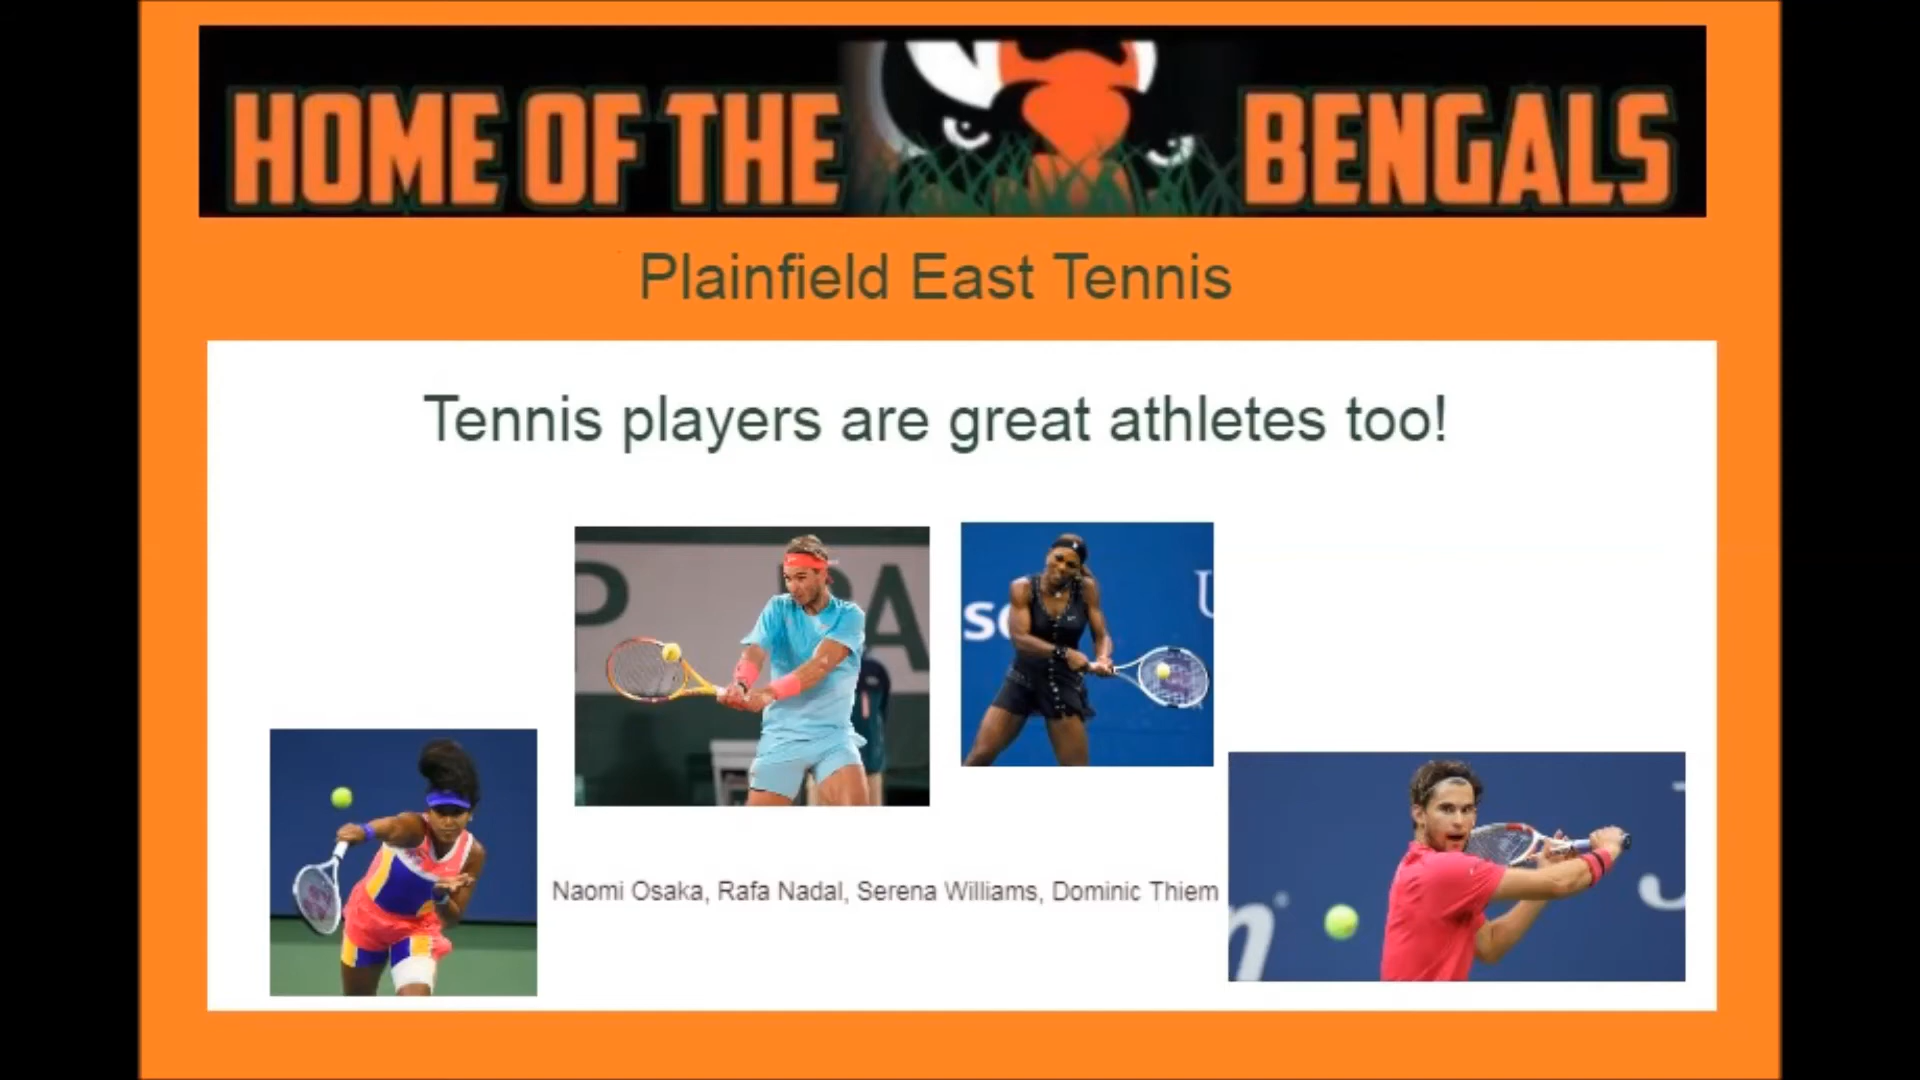 HOME OF THE BENGALS
Plainfield East Tennis
Tennis players are great athletes too!
Naomi Osaka, Rafa Nadal, Serena Williams, Dominic Thiem